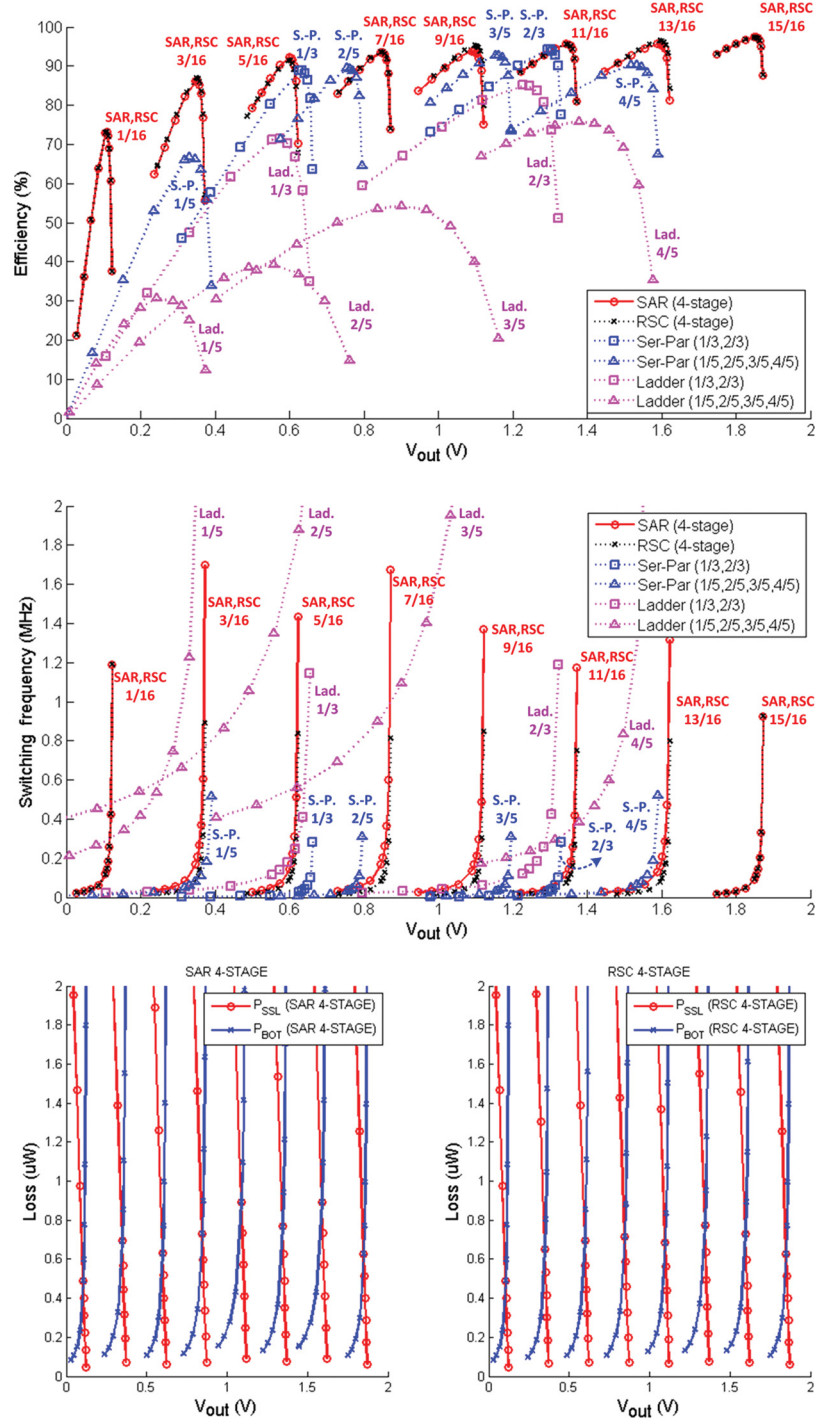 S.-P.
S.-P.
S.-P.
S.-P.
SAR,RSC
SAR,RSC
SAR,RSC
SAR,RSC
SAR,RSC
SAR,RSC
SAR,RSC
3/16
5/16
1/3
2/5
7/16
9/16
3/5
2/3
11/16
13/16
15/16
100
90
80
70
60
50
40
30
20
10
0
SAR,RSC
1/16
S.-P.
1/5
Lad.
1/3
S.-P.
4/5
Lad.
2/3
Lad.
1/5
Lad.
2/5
Lad.
3/5
Lad.
4/5
SAR (4-stage)
RSC (4-stage)
Ser-Par (1/3,2/3)
Ser-Par (1/5,2/5,3/5,4/5)
Ladder (1/3,2/3)
Ladder (1/5,2/5,3/5,4/5)
Efficiency (%)
0 0.2 0.4 0.6 0.8 1 1.2 1.4 1.6 1.8 2
Vout (V)
2
1.8
1.6
1.4
1.2
1
0.8
0.6
0.4
0.2
0
Switching frequency (MHz)
Lad.
1/5
Lad.
2/5
Lad.
3/5
SAR (4-stage)
RSC (4-stage)
Ser-Par (1/3,2/3)
Ser-Par (1/5,2/5,3/5,4/5)
Ladder (1/3,2/3)
Ladder (1/5,2/5,3/5,4/5)
SAR,RSC
1/16
SAR,RSC
3/16
SAR,RSC
5/16
SAR,RSC
7/16
SAR,RSC
9/16
SAR,RSC
11/16
SAR,RSC
13/16
SAR,RSC
15/16
Lad.
1/3
Lad.
2/3
Lad.
4/5
S.-P.
1/5
S.-P.
1/3
S.-P.
2/5
S.-P.
3/5
S.-P.
2/3
S.-P.
4/5
0 0.2 0.4 0.6 0.8 1 1.2 1.4 1.6 1.8 2
Vout (V)
SAR 4-STAGE
2
1.8
1.6
1.4
1.2
1
0.8
0.6
0.4
0.2
0
Loss (uW)
PSSL (SAR 4-STAGE)
PBOT (SAR 4-STAGE)
0 0.5 1 1.5 2
Vout (V)
RSC 4-STAGE
2
1.8
1.6
1.4
1.2
1
0.8
0.6
0.4
0.2
0
Loss (uW)
PSSL (RSC 4-STAGE)
PBOT (RSC 4-STAGE)
0 0.5 1 1.5 2
Vout (V)